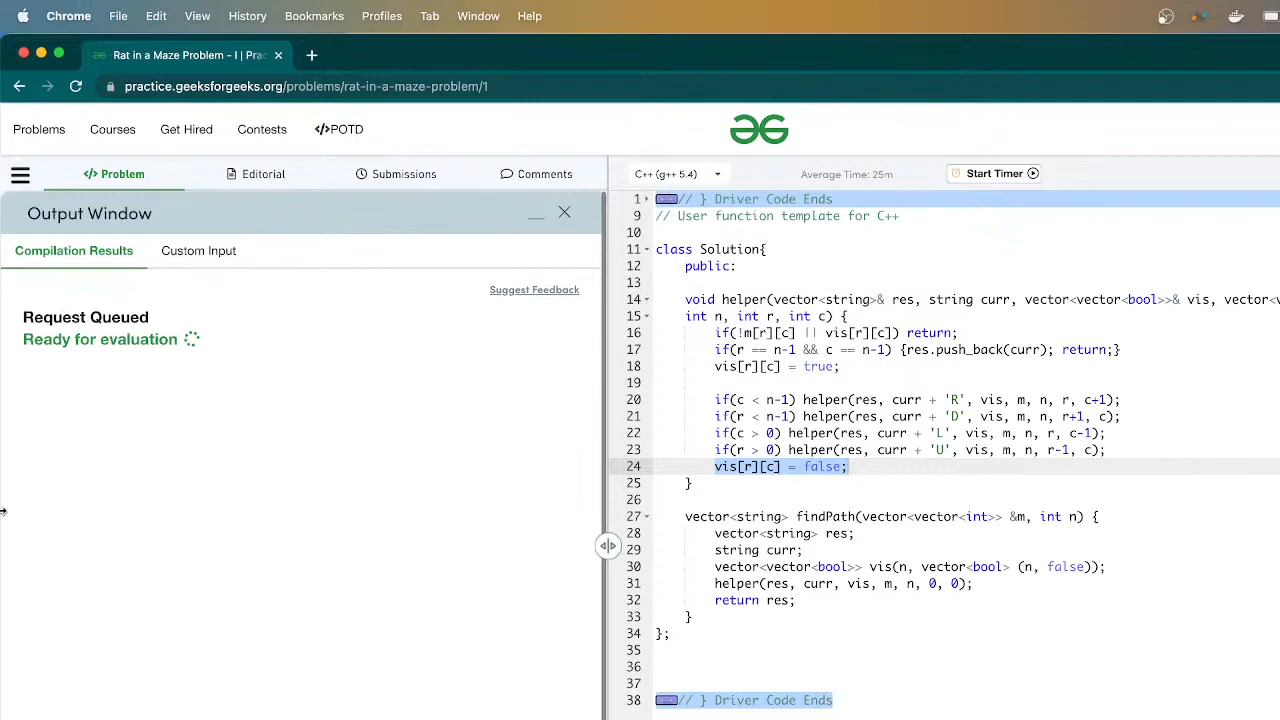 Chrome File Edit View History Bookmarks Profiles Tab Window Help
Rat in a Maze Problem - I | Prac
practice.geeksforgeeks.org/problems/rat-in-a-maze-problem/1
Problems Courses Get Hired Contests </>POTD
</> Problem Editorial Submissions Comments
C++ (g++ 5.4) Average Time: 25m Start Timer
Output Window
Compilation Results Custom Input
Suggest Feedback
Request Queued
Ready for evaluation
1 // } Driver Code Ends
9 // User function template for C++
10
11 class Solution{
12 public:
13
14 void helper(vector<string>& res, string curr, vector<vector<bool>>& vis, vector<v
15 int n, int r, int c) {
16 if(!m[r][c] || vis[r][c]) return;
17 if(r == n-1 && c == n-1) {res.push_back(curr); return;}
18 vis[r][c] = true;
19
20 if(c < n-1) helper(res, curr + 'R', vis, m, n, r, c+1);
21 if(r < n-1) helper(res, curr + 'D', vis, m, n, r+1, c);
22 if(c > 0) helper(res, curr + 'L', vis, m, n, r, c-1);
23 if(r > 0) helper(res, curr + 'U', vis, m, n, r-1, c);
24 vis[r][c] = false;
25 }
26
27 vector<string> findPath(vector<vector<int>> &m, int n) {
28 vector<string> res;
29 string curr;
30 vector<vector<bool>> vis(n, vector<bool> (n, false));
31 helper(res, curr, vis, m, n, 0, 0);
32 return res;
33 }
34 };
35
36
37
38 // } Driver Code Ends